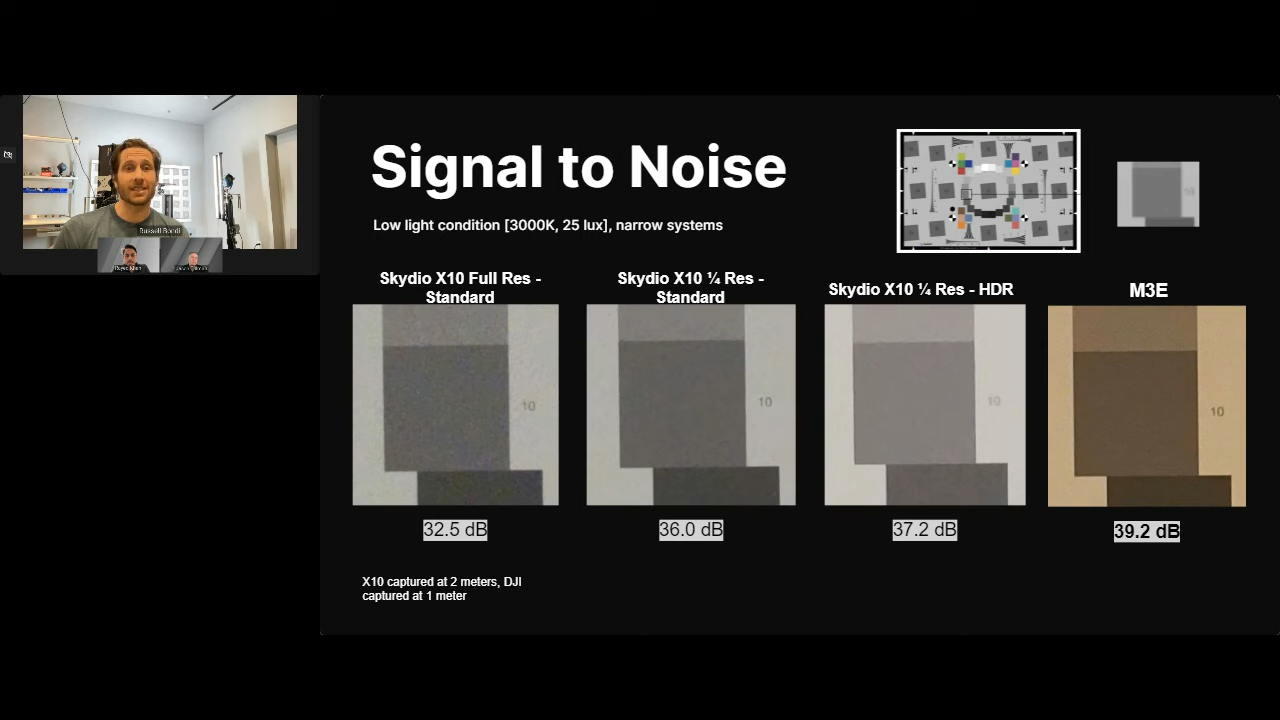 Signal to Noise
Low light condition [3000K, 25 lux], narrow systems
Skydio X10 Full Res -
Standard
Skydio X10 ¼ Res -
Standard
Skydio X10 ¼ Res - HDR
M3E
10
10
10
10
32.5 dB
36.0 dB
37.2 dB
39.2 dB
X10 captured at 2 meters, DJI
captured at 1 meter
Russell Bondi